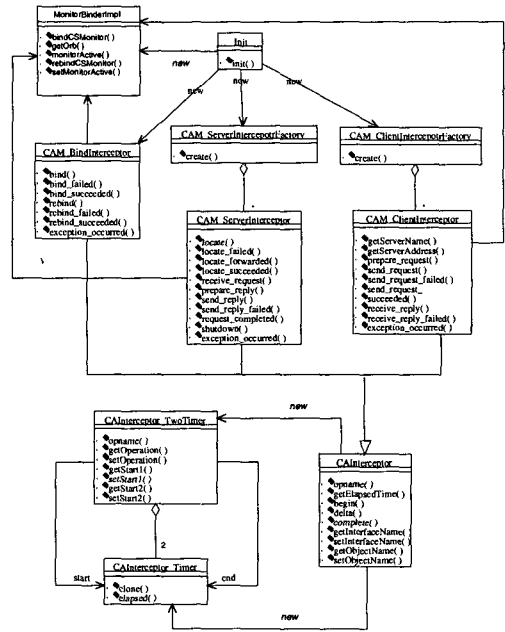 MonitorBinderImpl
bindCSMonitor()
getOrb()
monitorActive()
rebindCSMonitor()
setMonitorActive()
Init
init()
new
new
new
new
CAM_BindInterceptor
bind()
bind_failed()
bind_succeeded()
rebind()
rebind_failed()
rebind_succeeded()
exception_occurred()
CAM_ServerInterceptorFactory
create()
CAM_ClientInterceptorFactory
create()
CAM_ServerInterceptor
locate()
locate_failed()
locate_forwarded()
locate_succeeded()
receive_request()
prepare_reply()
send_reply()
send_reply_failed()
request_completed()
shutdown()
exception_occurred()
CAM_ClientInterceptor
getServerName()
getServerAddress()
prepare_request()
send_request()
send_request_failed()
send_request_
succeeded()
receive_reply()
receive_reply_failed()
exception_occurred()
new
CAInterceptor_TwoTimer
opname()
getOperation()
setOperation()
getStart1()
setStart1()
getStart2()
setStart2()
CAInterceptor
opname()
getElapsedTime()
begin()
delta()
complete()
getInterfaceName()
setInterfaceName()
getObjectName()
setObjectName()
2
start
end
CAInterceptor_Timer
clone()
elapsed()
new